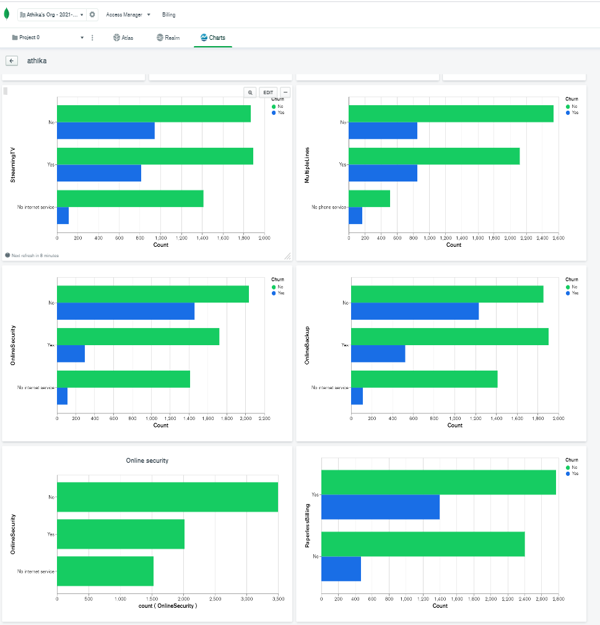 Athika's Org - 2021-...
Access Manager
Billing
Project 0
Atlas
Realm
Charts
athika
EDIT
Churn
No
Yes
StreamingTV
No
Yes
No internet service
0 200 400 600 800 1,000 1,200 1,400 1,600 1,800 2,000
Count
Next refresh in 8 minutes
Churn
No
Yes
MultipleLines
No
Yes
No phone service
0 200 400 600 800 1,000 1,200 1,400 1,600 1,800 2,000 2,200 2,400 2,600
Count
Churn
No
Yes
OnlineSecurity
No
Yes
No internet service
0 200 400 600 800 1,000 1,200 1,400 1,600 1,800 2,000 2,200
Count
Churn
No
Yes
OnlineBackup
No
Yes
No internet service
0 200 400 600 800 1,000 1,200 1,400 1,600 1,800 2,000
Count
Online security
OnlineSecurity
No
Yes
No internet service
0 500 1,000 1,500 2,000 2,500 3,000 3,500
count ( OnlineSecurity )
Churn
No
Yes
PaperlessBilling
Yes
No
0 200 400 600 800 1,000 1,200 1,400 1,600 1,800 2,000 2,200 2,400 2,600 2,800
Count